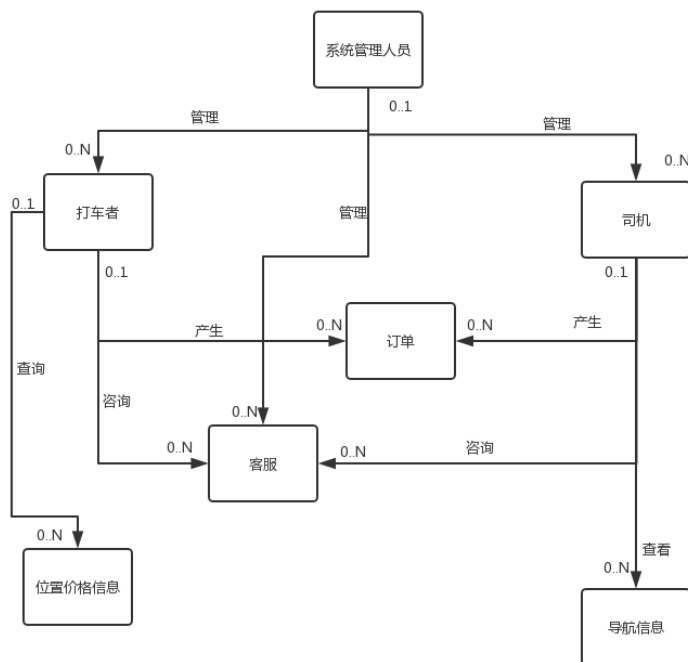 系统管理人员
0..1
管理
管理
0..N
0..N
打车者
0..1
管理
司机
0..1
0..1
产生
0..N
订单
0..N
产生
查询
咨询
0..N
0..N
客服
0..N
咨询
0..N
位置价格信息
查看
0..N
导航信息